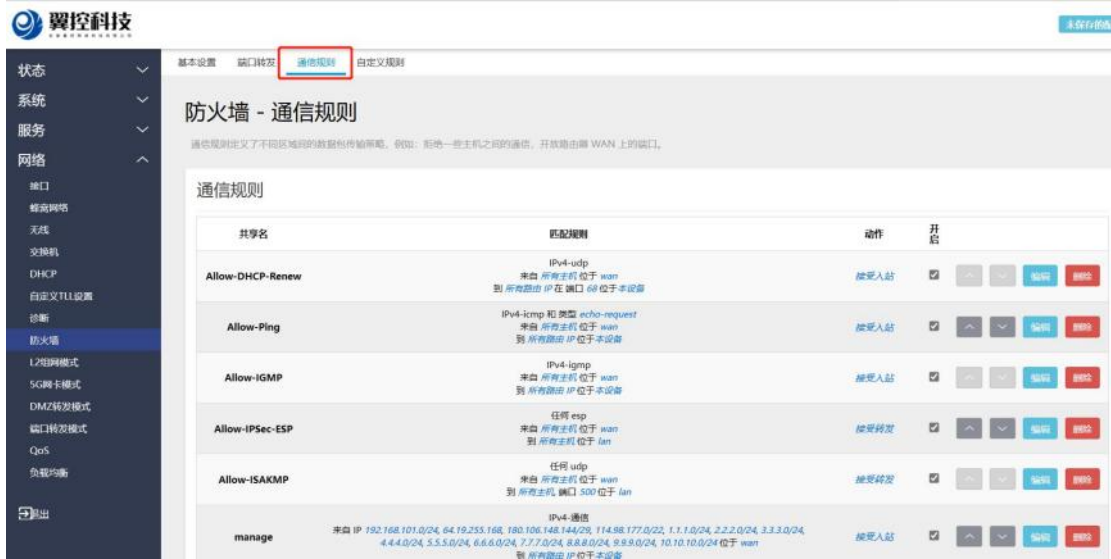 翼控科技
未保存的配
状态
系统
服务
网络
接口
蜂窝网络
无线
交换机
DHCP
自定义TLL设置
诊断
防火墙
L2组网模式
5G网卡模式
DMZ转发模式
端口转发模式
QoS
负载均衡
退出
基本设置 端口转发 通信规则 自定义规则
防火墙 - 通信规则
通信规则定义了不同区域间的数据包传输策略，例如：拒绝一些主机之间的通信，开放路由器 WAN 上的端口。
通信规则
共享名 匹配规则 动作 开启
Allow-DHCP-Renew
IPv4-udp
来自 所有主机 位于 wan
到 所有路由 IP 在 端口 68 位于 本设备
接受入站 编辑 删除
Allow-Ping
IPv4-icmp 和 类型 echo-request
来自 所有主机 位于 wan
到 所有路由 IP 位于 本设备
接受入站 编辑 删除
Allow-IGMP
IPv4-igmp
来自 所有主机 位于 wan
到 所有路由 IP 位于 本设备
接受入站 编辑 删除
Allow-IPSec-ESP
任何 esp
来自 所有主机 位于 wan
到 所有主机 位于 lan
接受转发 编辑 删除
Allow-ISAKMP
任何 udp
来自 所有主机 位于 wan
到 所有主机, 端口 500 位于 lan
接受转发 编辑 删除
manage
IPv4-通信
来自 IP 192.168.101.0/24, 64.19.255.168, 180.106.148.144/29, 114.98.177.0/22, 1.1.1.0/24, 2.2.2.0/24, 3.3.3.0/24,
4.4.4.0/24, 5.5.5.0/24, 6.6.6.0/24, 7.7.7.0/24, 8.8.8.0/24, 9.9.9.0/24, 10.10.10.0/24 位于 wan
到 所有路由 IP 位于 本设备
接受入站 编辑 删除